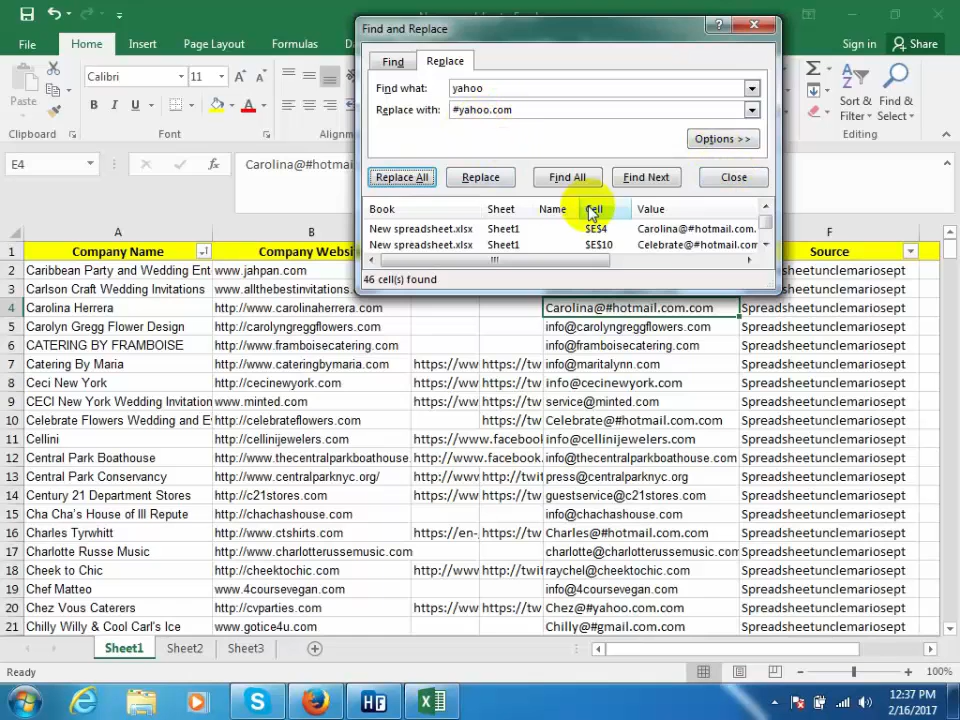 Find and Replace
File
Home
Insert
Page Layout
Formulas
Sign in
Share
Find
Replace
Find what:
yahoo
Replace with:
#yahoo.com
Options >>
Replace All
Replace
Find All
Find Next
Close
Book
Sheet
Name
Cell
Value
New spreadsheet.xlsx
Sheet1
$E$4
Carolina@#hotmail.com.
New spreadsheet.xlsx
Sheet1
$E$10
Celebrate@#hotmail.com
46 cell(s) found
Paste
Calibri
11
A
A
B
I
U
A
Clipboard
Font
Sort &
Filter
Find &
Select
Editing
E4
fx
Carolina@#hotmail
A
B
F
1
Company Name
Source
2
Caribbean Party and Wedding Ent
www.jahpan.com
Spreadsheetunclemariosept
3
Carlson Craft Wedding Invitations
www.allthebestinvitations.
Spreadsheetunclemariosept
4
Carolina Herrera
http://www.carolinaherrera.com
Carolina@#hotmail.com.com
Spreadsheetunclemariosept
5
Carolyn Gregg Flower Design
http://carolyngreggflowers.com
info@carolyngreggflowers.com
Spreadsheetunclemariosept
6
CATERING BY FRAMBOISE
http://www.framboisecatering.com
info@framboisecatering.com
Spreadsheetunclemariosept
7
Catering By Maria
http://www.cateringbymaria.com
https://ww
https://tw
info@maritalynn.com
Spreadsheetunclemariosept
8
Ceci New York
http://cecinewyork.com
https://ww
https://tw
info@cecinewyork.com
Spreadsheetunclemariosept
9
CECI New York Wedding Invitation
www.minted.com
https://ww
https://tw
service@minted.com
Spreadsheetunclemariosept
10
Celebrate Flowers Wedding and Ev
http://celebrateflowers.com
https://tw
Celebrate@#hotmail.com.com
Spreadsheetunclemariosept
11
Cellini
http://cellinijewelers.com
https://www.facebook
info@cellinijewelers.com
Spreadsheetunclemariosept
12
Central Park Boathouse
http://www.thecentralparkboathouse.
http://www.facebook.
info@thecentralparkboathouse.com
Spreadsheetunclemariosept
13
Central Park Conservancy
http://www.centralparknyc.org/
https://ww
http://twit
press@centralparknyc.org
Spreadsheetunclemariosept
14
Century 21 Department Stores
http://c21stores.com
https://ww
https://tw
guestservice@c21stores.com
Spreadsheetunclemariosept
15
Cha Cha's House of Ill Repute
http://chachashouse.com
info@chachashouse.com
Spreadsheetunclemariosept
16
Charles Tyrwhitt
http://www.ctshirts.com
https://en-
https://tw
Charles@#hotmail.com.com
Spreadsheetunclemariosept
17
Charlotte Russe Music
http://www.charlotterussemusic.com
charlotte@charlotterussemusic.com
Spreadsheetunclemariosept
18
Cheek to Chic
http://cheektochic.com
http://www
https://twit
raychel@cheektochic.com
Spreadsheetunclemariosept
19
Chef Matteo
www.4coursevegan.com
info@4coursevegan.com
Spreadsheetunclemariosept
20
Chez Vous Caterers
http://cvparties.com
https://ww
https://tw
Chez@#yahoo.com.com
Spreadsheetunclemariosept
21
Chilly Willy & Cool Carl's Ice
www.gotice4u.com
Chilly@#gmail.com.com
Spreadsheetunclemariosept
Sheet1
Sheet2
Sheet3
Ready
100%
12:37 PM
2/16/2017